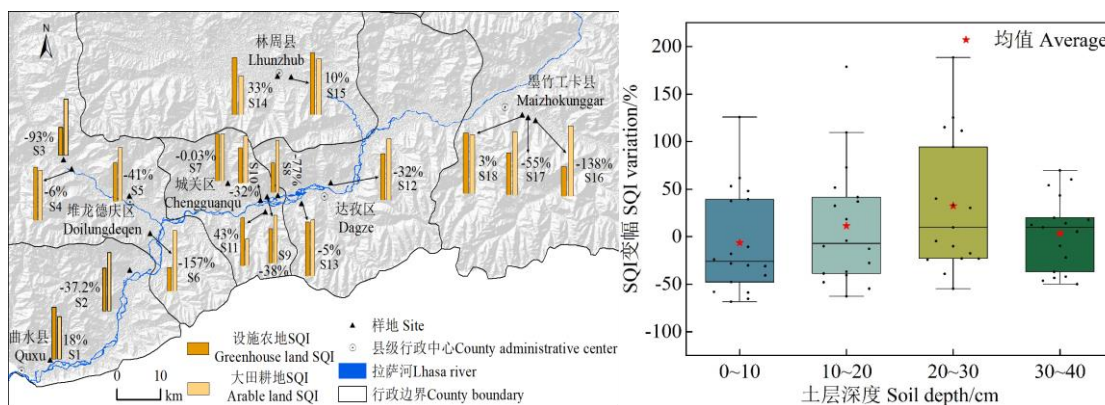 N
林周县
Lhunzhub
33%
S14
10%
S15
墨竹工卡县
Maizhokunggar
-93%
S3
-6%
S4
-41%
S5
堆龙德庆区
Doilungdeqen
-0.03%
S7
城关区
Chengguanqu
-32%
S10
-77%
S8
-32%
S12
达孜区
Dagze
3%
S18
-55%
S17
-138%
S16
43%
S11
S9
-38%
-5%
S13
-157%
S6
-37.2%
S2
曲水县
Quxu
18%
S1
0 10
km
设施农地SQI
Greenhouse land SQI
大田耕地SQI
Arable land SQI
样地 Site
县级行政中心County administrative center
拉萨河Lhasa river
行政边界County boundary
均值 Average
SQI变幅 SQI variation/%
200
150
100
50
0
-50
-100
0~10 10~20 20~30 30~40
土层深度 Soil depth/cm